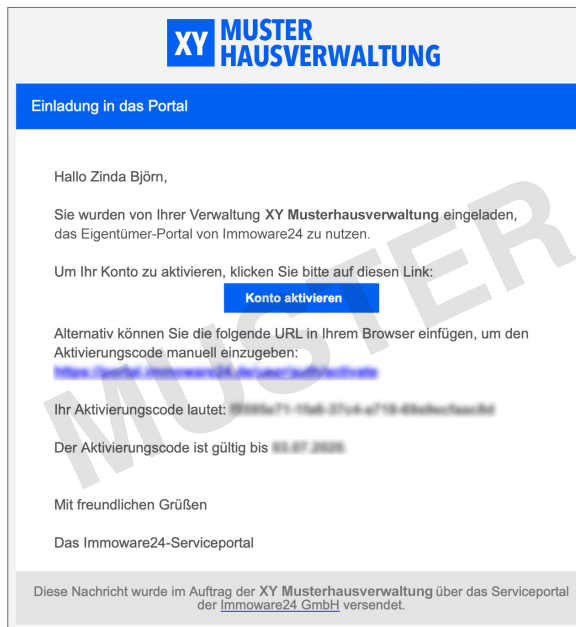 XY MUSTER
HAUSVERWALTUNG
Einladung in das Portal
Hallo Zinda Björn,
Sie wurden von Ihrer Verwaltung XY Musterhausverwaltung eingeladen,
das Eigentümer-Portal von Immoware24 zu nutzen.
Um Ihr Konto zu aktivieren, klicken Sie bitte auf diesen Link:
Konto aktivieren
Alternativ können Sie die folgende URL in Ihrem Browser einfügen, um den
Aktivierungscode manuell einzugeben:
Ihr Aktivierungscode lautet:
Der Aktivierungscode ist gültig bis
Mit freundlichen Grüßen
Das Immoware24-Serviceportal
Diese Nachricht wurde im Auftrag der XY Musterhausverwaltung über das Serviceportal
der Immoware24 GmbH versendet.
MUSTER